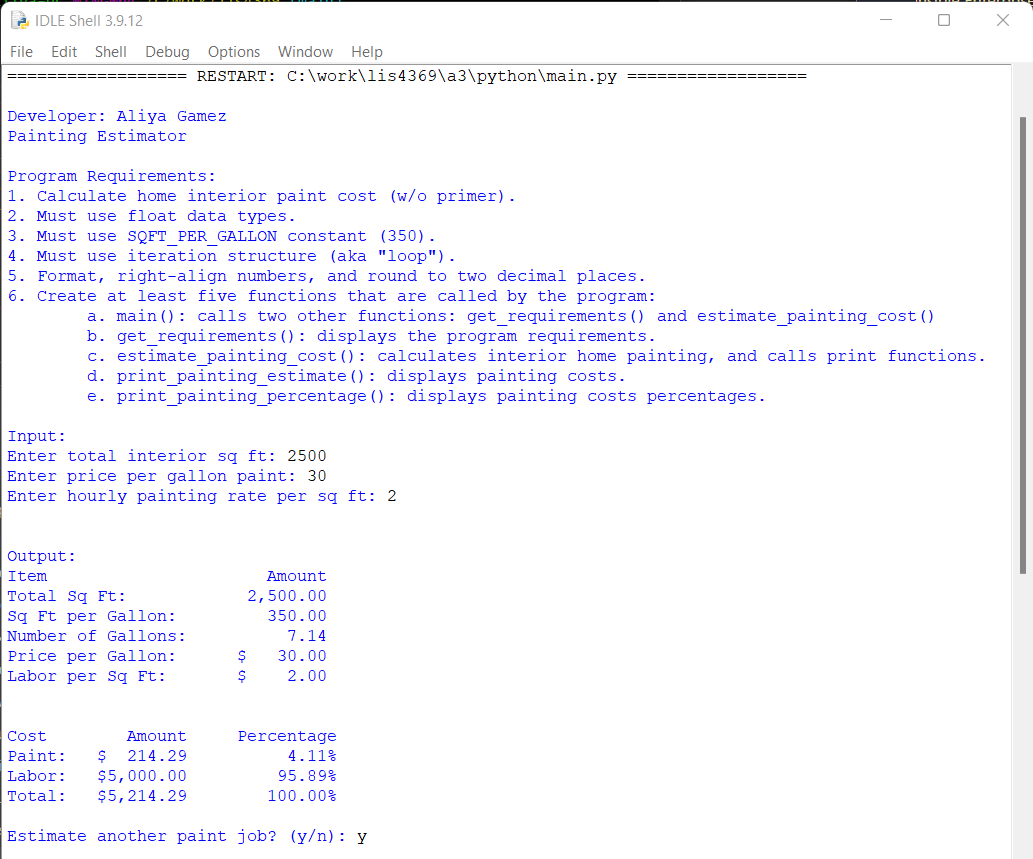 IDLE Shell 3.9.12
File Edit Shell Debug Options Window Help
================== RESTART: C:\work\lis4369\a3\python\main.py ==================
Developer: Aliya Gamez
Painting Estimator
Program Requirements:
1. Calculate home interior paint cost (w/o primer).
2. Must use float data types.
3. Must use SQFT_PER_GALLON constant (350).
4. Must use iteration structure (aka "loop").
5. Format, right-align numbers, and round to two decimal places.
6. Create at least five functions that are called by the program:
a. main(): calls two other functions: get_requirements() and estimate_painting_cost()
b. get_requirements(): displays the program requirements.
c. estimate_painting_cost(): calculates interior home painting, and calls print functions.
d. print_painting_estimate(): displays painting costs.
e. print_painting_percentage(): displays painting costs percentages.
Input:
Enter total interior sq ft: 2500
Enter price per gallon paint: 30
Enter hourly painting rate per sq ft: 2
Output:
Item Amount
Total Sq Ft: 2,500.00
Sq Ft per Gallon: 350.00
Number of Gallons: 7.14
Price per Gallon: $ 30.00
Labor per Sq Ft: $ 2.00
Cost Amount Percentage
Paint: $ 214.29 4.11%
Labor: $5,000.00 95.89%
Total: $5,214.29 100.00%
Estimate another paint job? (y/n): y